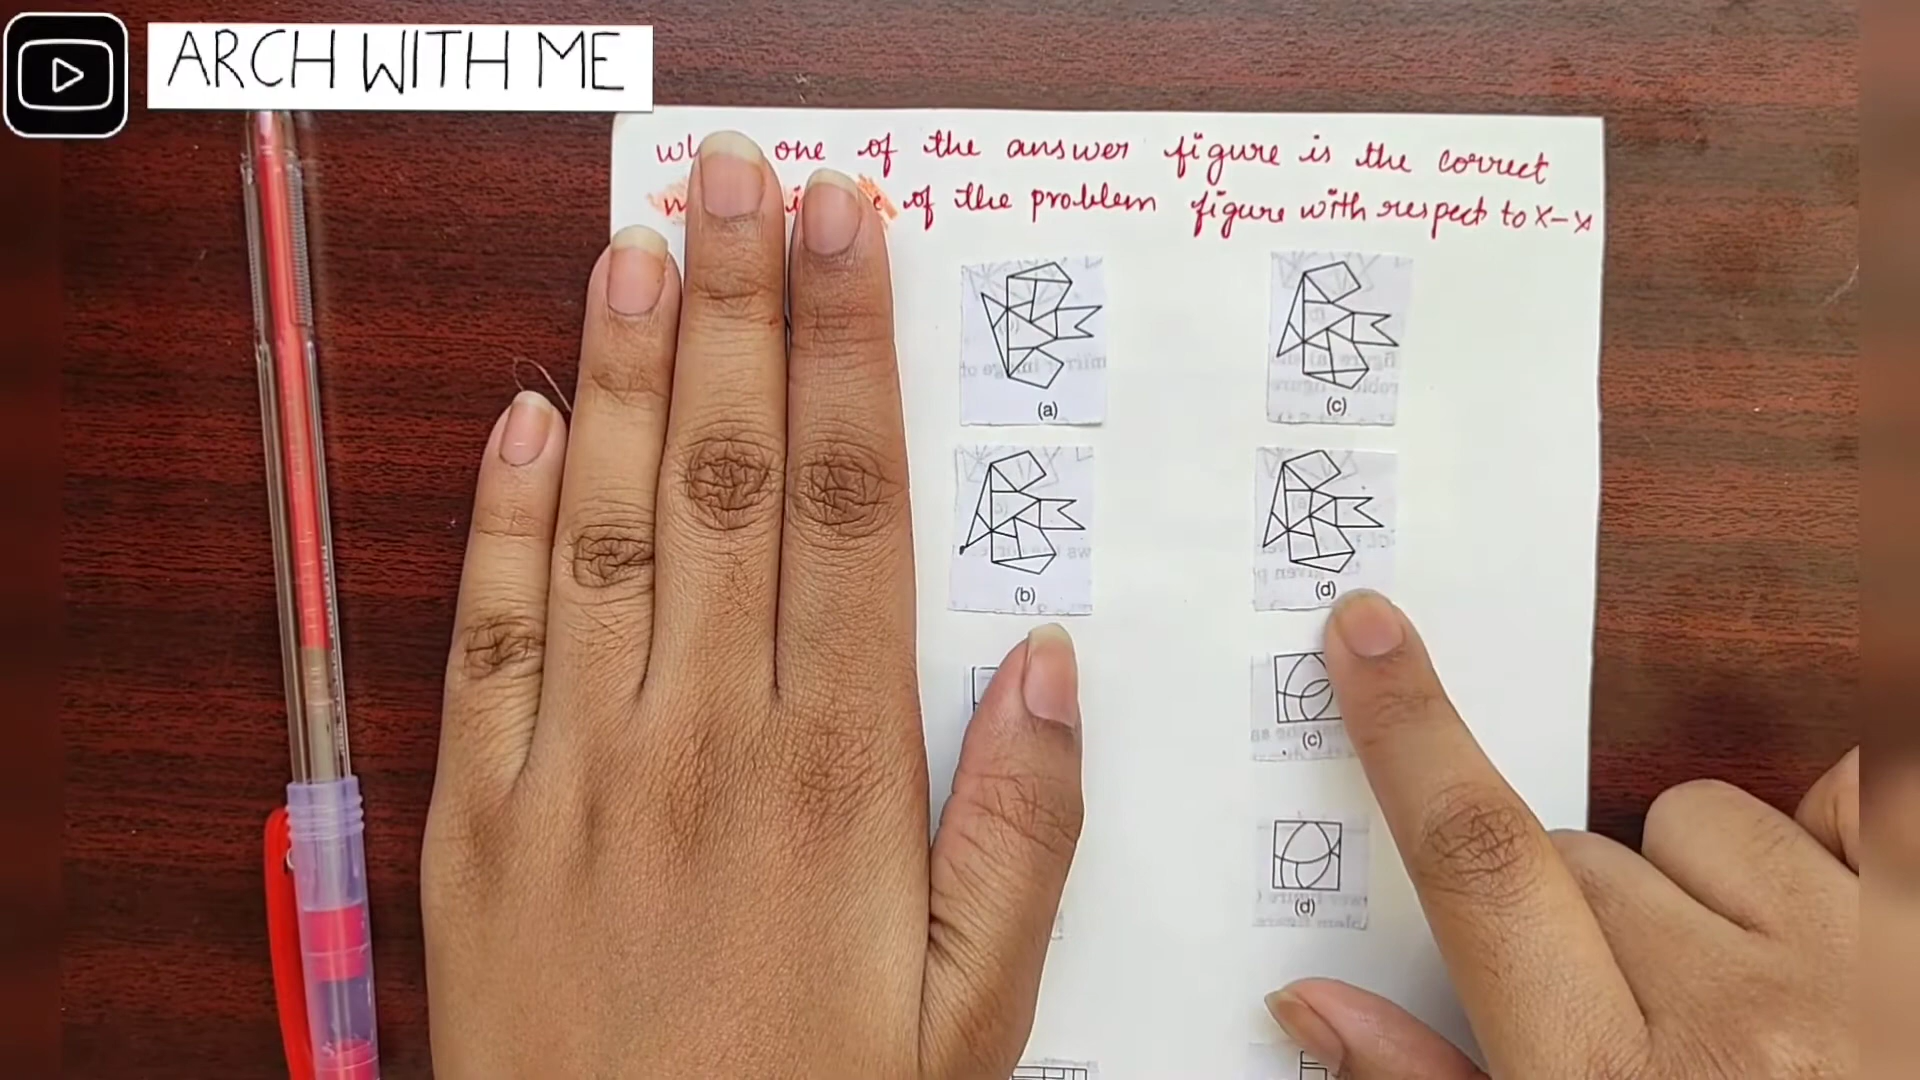 ARCH WITH ME
one of the answer figure is the correct
of the problem figure with respect to X-X
(a)
(c)
(b)
(d)
(c)
(d)